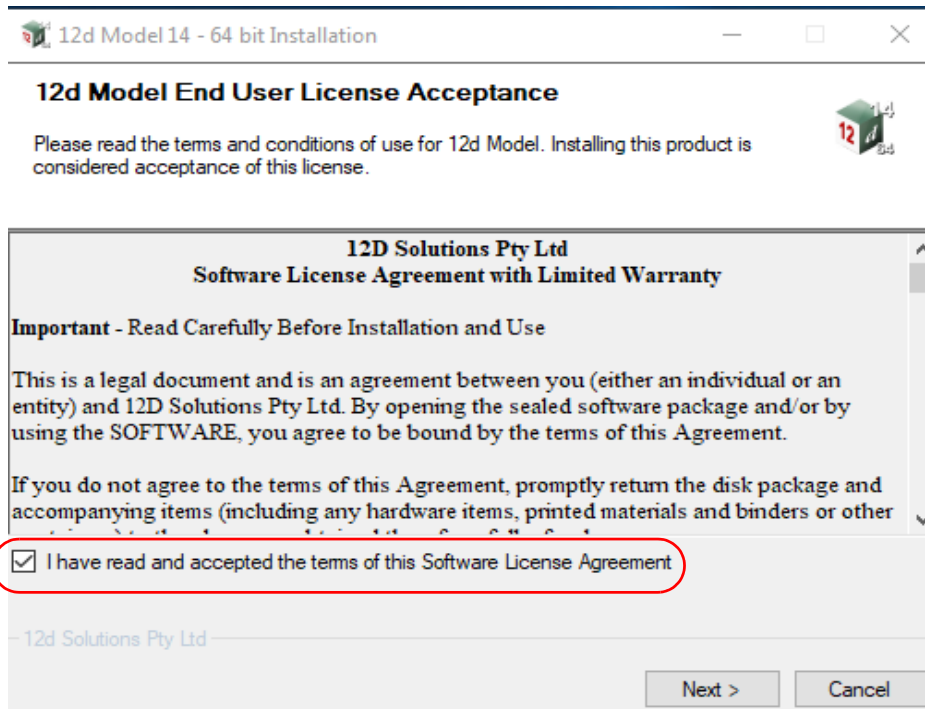 12d Model 14 - 64 bit Installation
12d Model End User License Acceptance
Please read the terms and conditions of use for 12d Model. Installing this product is
considered acceptance of this license.
14
12 d
64
12D Solutions Pty Ltd
Software License Agreement with Limited Warranty
Important - Read Carefully Before Installation and Use
This is a legal document and is an agreement between you (either an individual or an
entity) and 12D Solutions Pty Ltd. By opening the sealed software package and/or by
using the SOFTWARE, you agree to be bound by the terms of this Agreement.
If you do not agree to the terms of this Agreement, promptly return the disk package and
accompanying items (including any hardware items, printed materials and binders or other
I have read and accepted the terms of this Software License Agreement
12d Solutions Pty Ltd
Next >
Cancel